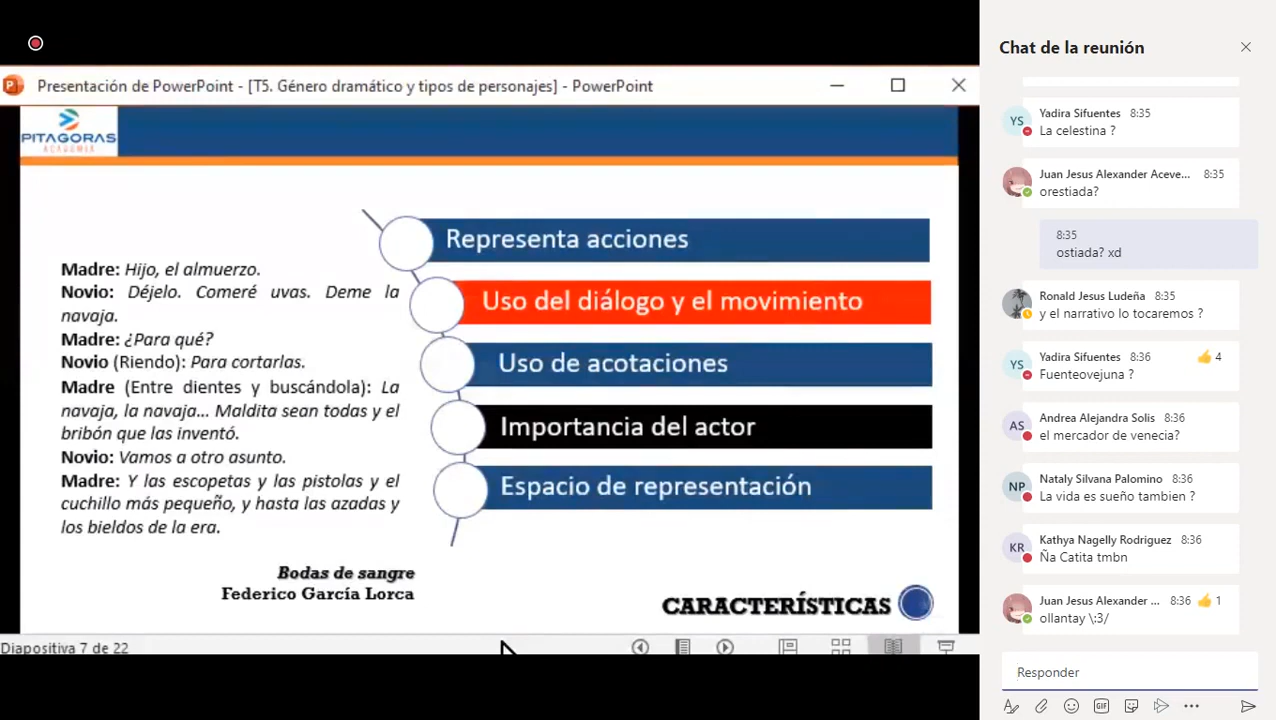 Presentación de PowerPoint - [T5. Género dramático y tipos de personajes] - PowerPoint
PITAGORAS
ACADEMIA
Madre: Hijo, el almuerzo.
Novio: Déjelo. Comeré uvas. Deme la
navaja.
Madre: ¿Para qué?
Novio (Riendo): Para cortarlas.
Madre (Entre dientes y buscándola): La
navaja, la navaja... Maldita sean todas y el
bribón que las inventó.
Novio: Vamos a otro asunto.
Madre: Y las escopetas y las pistolas y el
cuchillo más pequeño, y hasta las azadas y
los bieldos de la era.
Bodas de sangre
Federico García Lorca
Representa acciones
Uso del diálogo y el movimiento
Uso de acotaciones
Importancia del actor
Espacio de representación
CARACTERÍSTICAS
Diapositiva 7 de 22
Chat de la reunión
YS
Yadira Sifuentes 8:35
La celestina ?
Juan Jesus Alexander Aceve... 8:35
orestiada?
8:35
ostiada? xd
Ronald Jesus Ludeña 8:35
y el narrativo lo tocaremos ?
YS
Yadira Sifuentes 8:36 4
Fuenteovejuna ?
AS
Andrea Alejandra Solis 8:36
el mercador de venecia?
NP
Nataly Silvana Palomino 8:36
La vida es sueño tambien ?
KR
Kathya Nagelly Rodriguez 8:36
Ña Catita tmbn
Juan Jesus Alexander ... 8:36 1
ollantay \:3/
Responder
GIF